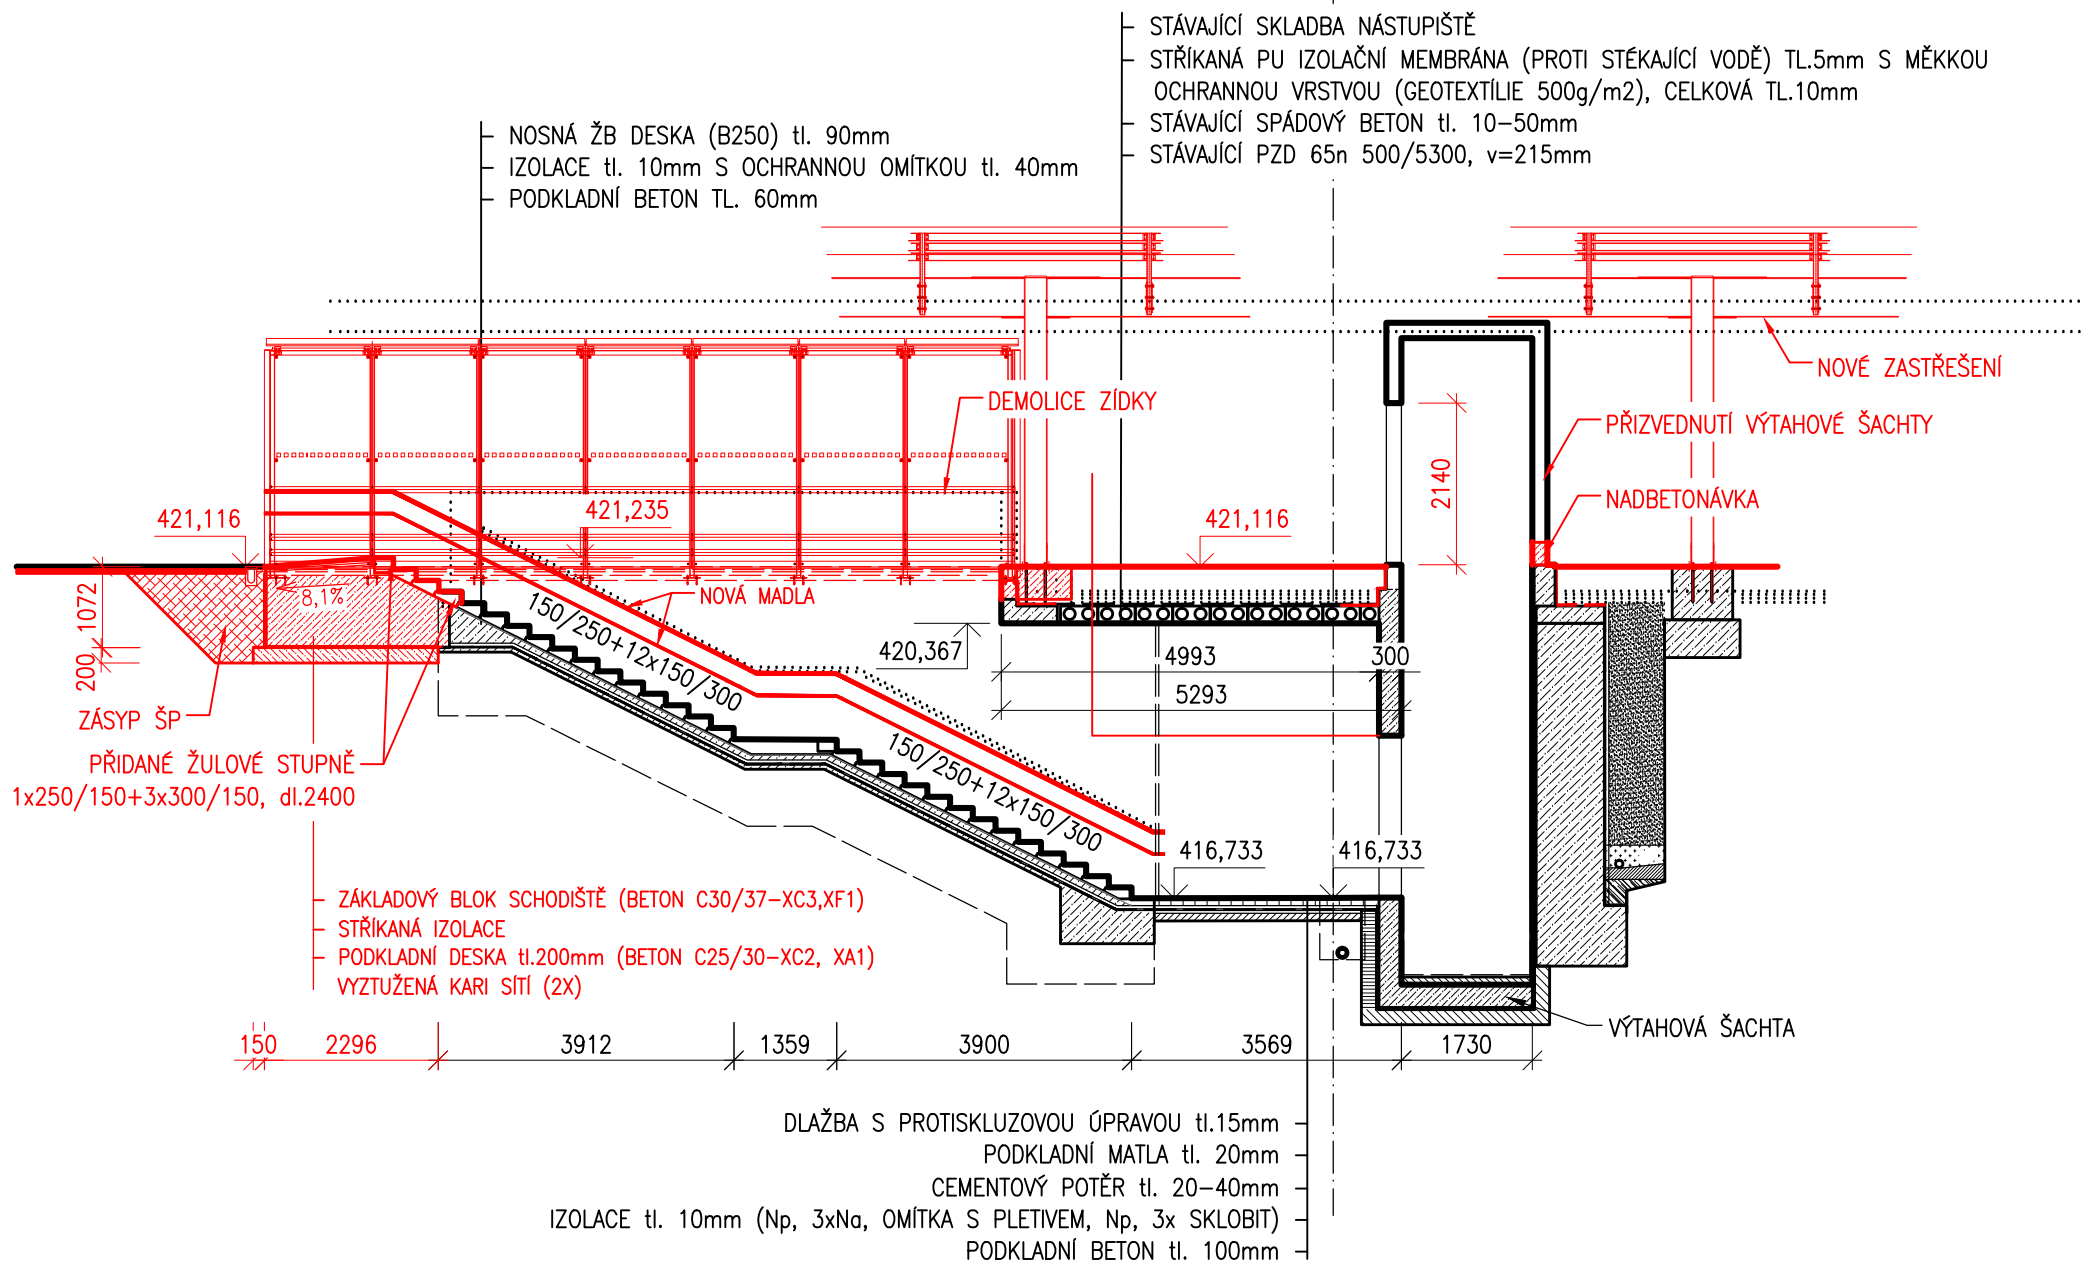 STÁVAJÍCÍ SKLADBA NÁSTUPIŠTĚ
STŘÍKANÁ PU IZOLAČNÍ MEMBRÁNA (PROTI STÉKAJÍCÍ VODĚ) TL.5mm S MĚKKOU
OCHRANNOU VRSTVOU (GEOTEXTÍLIE 500g/m2), CELKOVÁ TL.10mm
STÁVAJÍCÍ SPÁDOVÝ BETON tl. 10-50mm
STÁVAJÍCÍ PZD 65n 500/5300, v=215mm
NOSNÁ ŽB DESKA (B250) tl. 90mm
IZOLACE tl. 10mm S OCHRANNOU OMÍTKOU tl. 40mm
PODKLADNÍ BETON TL. 60mm
NOVÉ ZASTŘEŠENÍ
DEMOLICE ZÍDKY
PŘIZVEDNUTÍ VÝTAHOVÉ ŠACHTY
2140
NADBETONÁVKA
421,116
421,235
421,116
8,1%
NOVÁ MADLA
1072
200
150/250+12x150/300
420,367
4993
300
5293
ZÁSYP ŠP
PŘIDANÉ ŽULOVÉ STUPNĚ
1x250/150+3x300/150, dl.2400
150/250+12x150/300
416,733
416,733
ZÁKLADOVÝ BLOK SCHODIŠTĚ (BETON C30/37-XC3,XF1)
STŘÍKANÁ IZOLACE
PODKLADNÍ DESKA tl.200mm (BETON C25/30-XC2, XA1)
VYZTUŽENÁ KARI SÍTÍ (2X)
VÝTAHOVÁ ŠACHTA
150
2296
3912
1359
3900
3569
1730
DLAŽBA S PROTISKLUZOVOU ÚPRAVOU tl.15mm
PODKLADNÍ MATLA tl. 20mm
CEMENTOVÝ POTĚR tl. 20-40mm
IZOLACE tl. 10mm (Np, 3xNa, OMÍTKA S PLETIVEM, Np, 3x SKLOBIT)
PODKLADNÍ BETON tl. 100mm